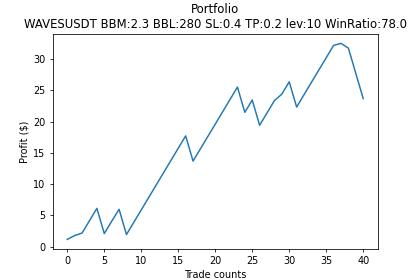 Portfolio
WAVESUSDT BBM:2.3 BBL:280 SL:0.4 TP:0.2 lev:10 WinRatio:78.0
Profit ($)
30
25
20
15
10
5
0
0 5 10 15 20 25 30 35 40
Trade counts